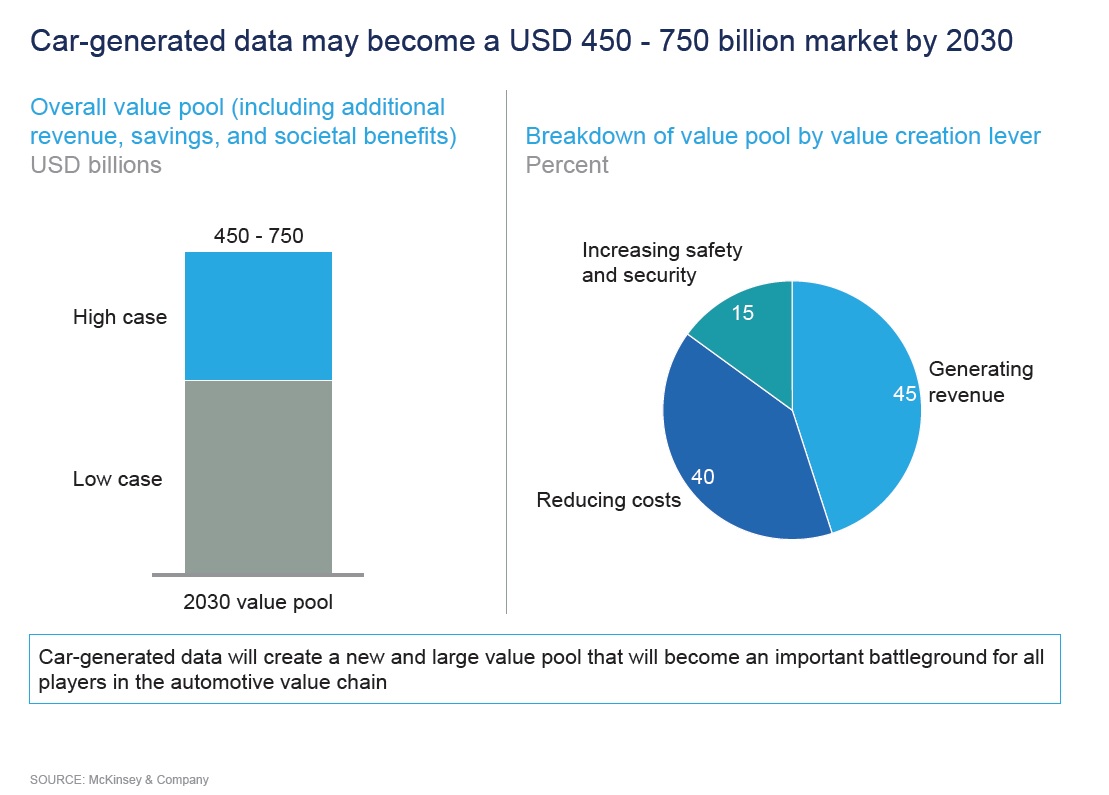 Car-generated data may become a USD 450 - 750 billion market by 2030
Overall value pool (including additional
revenue, savings, and societal benefits)
USD billions
450 - 750
High case
Low case
2030 value pool
Breakdown of value pool by value creation lever
Percent
Increasing safety
and security
15
Generating
45 revenue
40
Reducing costs
Car-generated data will create a new and large value pool that will become an important battleground for all
players in the automotive value chain
SOURCE: McKinsey & Company